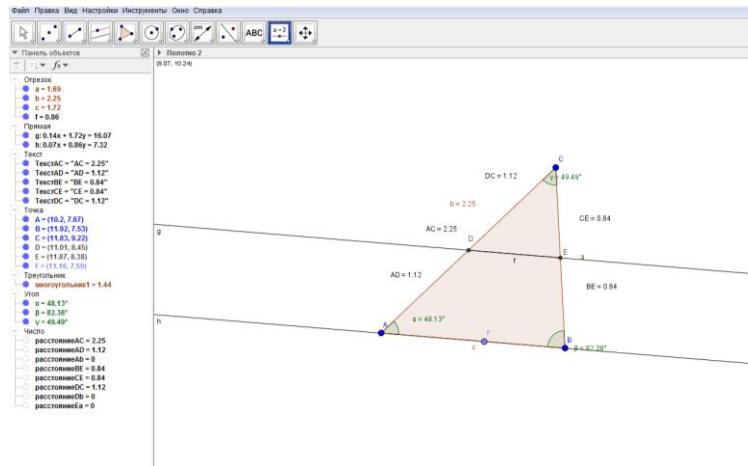 Файл Правка Вид Настройки Инструменты Окно Справка
ABC a=2
Панель объектов
Полотно 2
(9.07, 10.24)
fx
Отрезок
a = 1.69
b = 2.25
c = 1.72
f = 0.86
Прямая
g: 0.14x + 1.72y = 16.07
h: 0.07x + 0.86y = 7.32
Текст
ТекстAC = "AC = 2.25"
ТекстAD = "AD = 1.12"
ТекстBE = "BE = 0.84"
ТекстCE = "CE = 0.84"
ТекстDC = "DC = 1.12"
Точка
A = (10.2, 7.67)
B = (11.92, 7.53)
C = (11.83, 9.22)
D = (11.01, 8.45)
E = (11.87, 8.38)
F = (11.16, 7.59)
Треугольник
многоугольник1 = 1.44
Угол
α = 48.13°
β = 82.38°
γ = 49.49°
Число
расстояниеAC = 2.25
расстояниеAD = 1.12
расстояниеAb = 0
расстояниеBE = 0.84
расстояниеCE = 0.84
расстояниеDC = 1.12
расстояниеDb = 0
расстояниеEa = 0
C
DC = 1.12
γ = 49.49°
b = 2.25
CE = 0.84
AC = 2.25
g
D
E
a
f
AD = 1.12
BE = 0.84
h
A
α = 48.13°
F
B
c
β = 82.38°